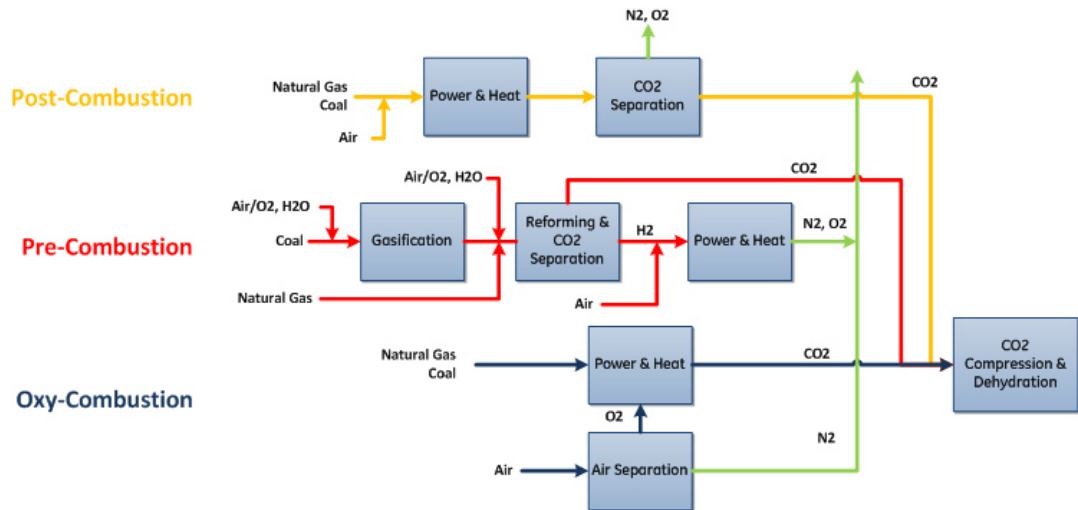 N2, O2
Post-Combustion
Natural Gas
Coal
Air
Power & Heat
CO2
Separation
CO2
Pre-Combustion
Air/O2, H2O
Air/O2, H2O
Coal
Gasification
Natural Gas
Reforming &
CO2
Separation
CO2
H2
Air
Power & Heat
N2, O2
Oxy-Combustion
Natural Gas
Coal
Power & Heat
CO2
O2
Air
Air Separation
N2
CO2
Compression &
Dehydration